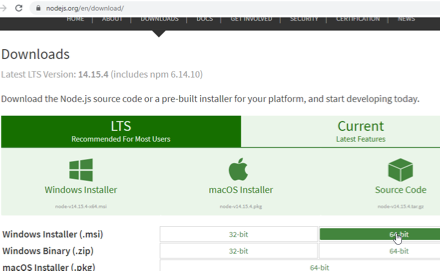 nodejs.org/en/download/
HOME ABOUT DOWNLOADS DOCS GET INVOLVED SECURITY CERTIFICATION NEWS
Downloads
Latest LTS Version: 14.15.4 (includes npm 6.14.10)
Download the Node.js source code or a pre-built installer for your platform, and start developing today.
LTS
Recommended For Most Users
Current
Latest Features
Windows Installer
node-v14.15.4-x64.msi
macOS Installer
node-v14.15.4.pkg
Source Code
node-v14.15.4.tar.gz
Windows Installer (.msi) 32-bit 64-bit
Windows Binary (.zip) 32-bit 64-bit
macOS Installer (.pkg) 64-bit